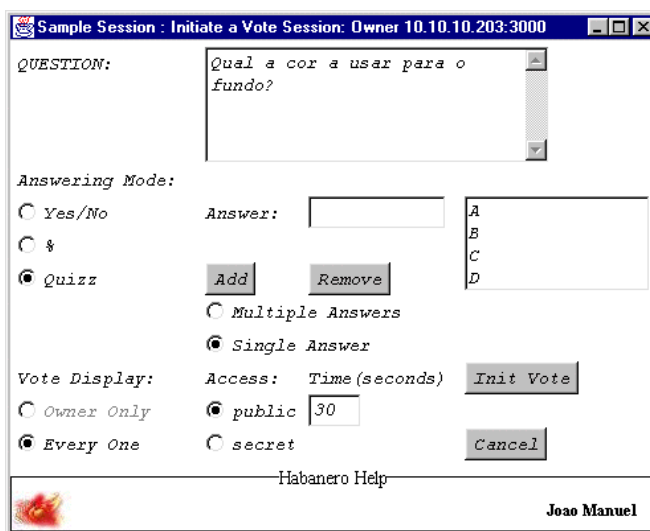 Sample Session : Initiate a Vote Session: Owner 10.10.10.203:3000
QUESTION:
Qual a cor a usar para o
fundo?
Answering Mode:
Yes/No
Answer:
A
B
C
D
%
Quizz
Add
Remove
Multiple Answers
Single Answer
Vote Display:
Access:
Time(seconds)
Init Vote
Owner Only
public
30
Every One
secret
Cancel
Habanero Help
Joao Manuel